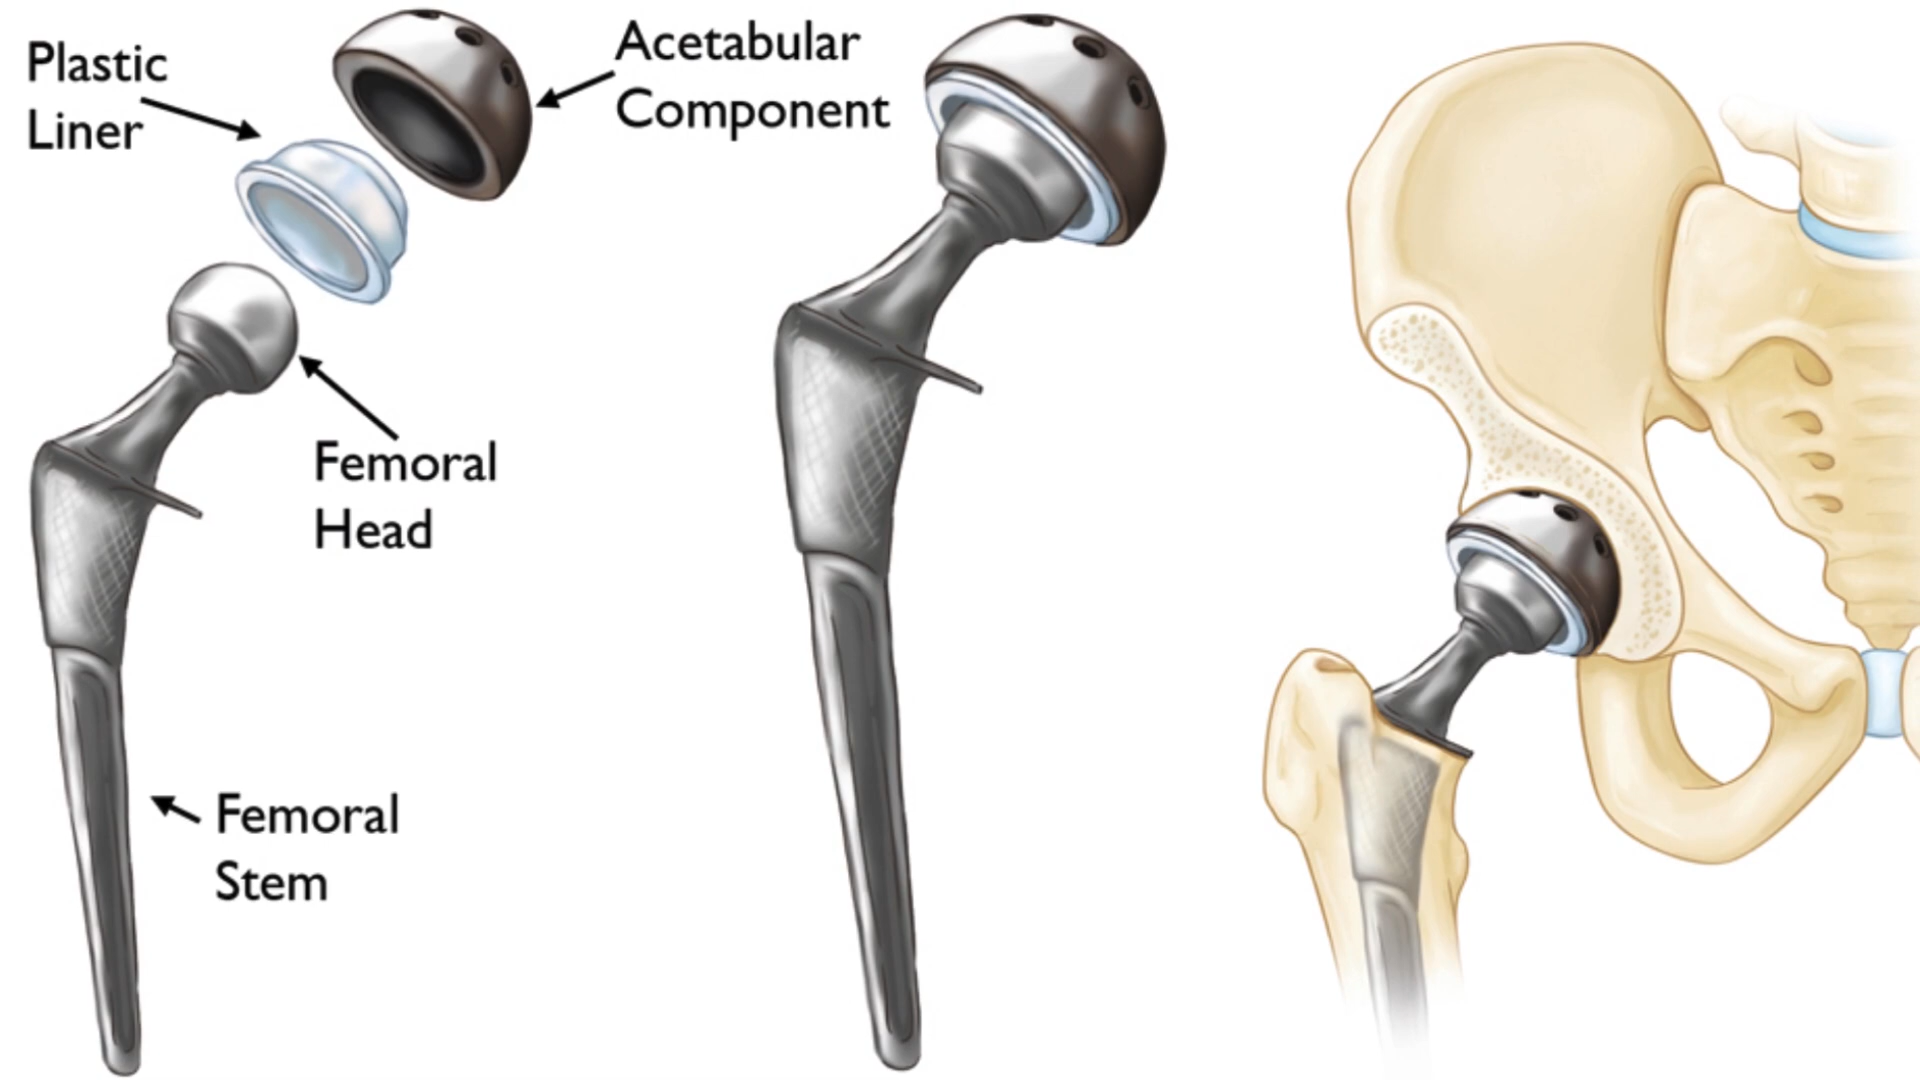 Plastic
Liner
Acetabular
Component
Femoral
Head
Femoral
Stem